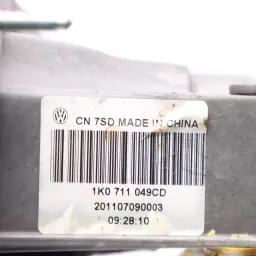 CN 7SD MADE IN CHINA
1K0 711 049CD
201107090003
09:28:10